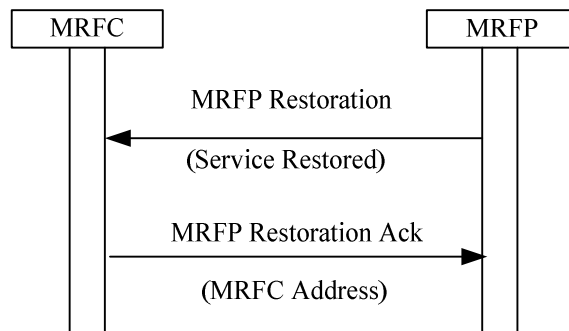 MRFC
MRFP
MRFP Restoration
(Service Restored)
MRFP Restoration Ack
(MRFC Address)